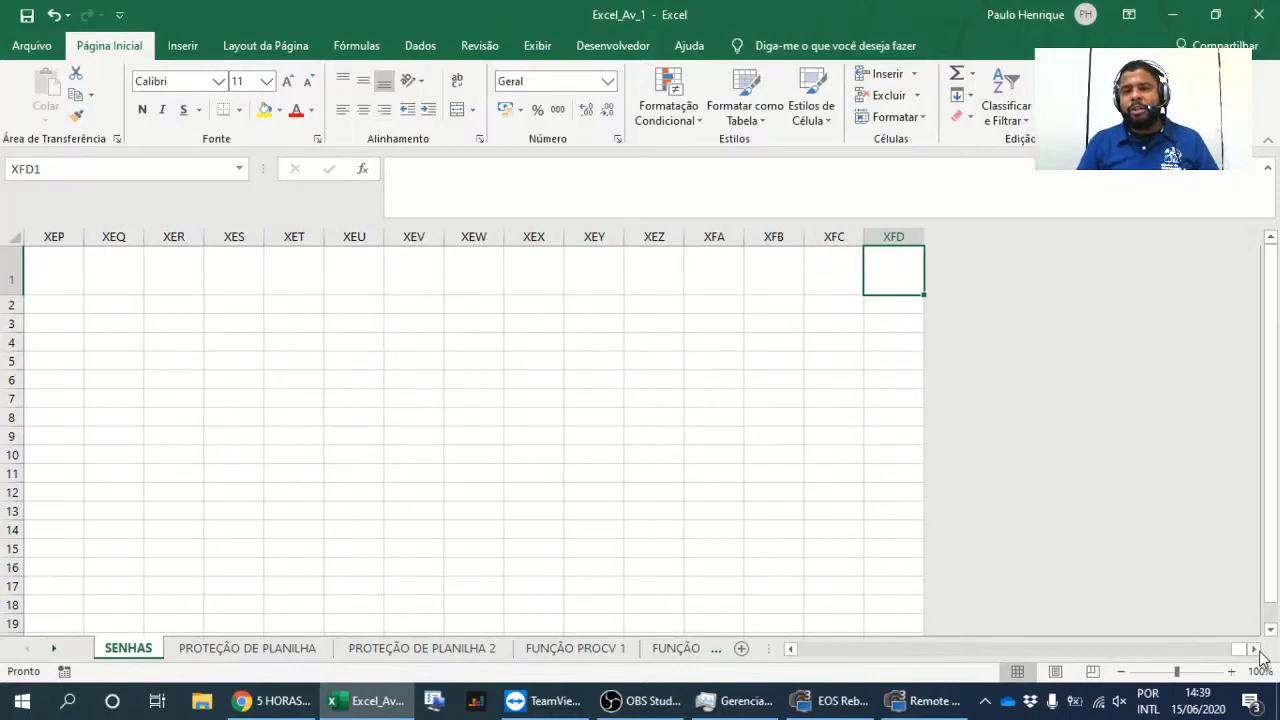 Excel_Av_1 - Excel
Paulo Henrique PH
Arquivo Página Inicial Inserir Layout da Página Fórmulas Dados Revisão Exibir Desenvolvedor Ajuda Diga-me o que você deseja fazer Compartilhar
Colar
Área de Transferência
Calibri 11
N I S
Fonte
Alinhamento
Geral
% 000
Número
Formatação Condicional
Formatar como Tabela
Estilos de Célula
Estilos
Inserir
Excluir
Formatar
Células
Classificar e Filtrar
Edição
XFD1
fx
XEP XEQ XER XES XET XEU XEV XEW XEX XEY XEZ XFA XFB XFC XFD
1
2
3
4
5
6
7
8
9
10
11
12
13
14
15
16
17
18
19
SENHAS PROTEÇÃO DE PLANILHA PROTEÇÃO DE PLANILHA 2 FUNÇÃO PROCV 1 FUNÇÃO ...
Pronto
100%
5 HORAS... Excel_Av... TeamVie... OBS Stud... Gerencia... EOS Reb... Remote ...
POR
INTL
14:39
15/06/2020
3